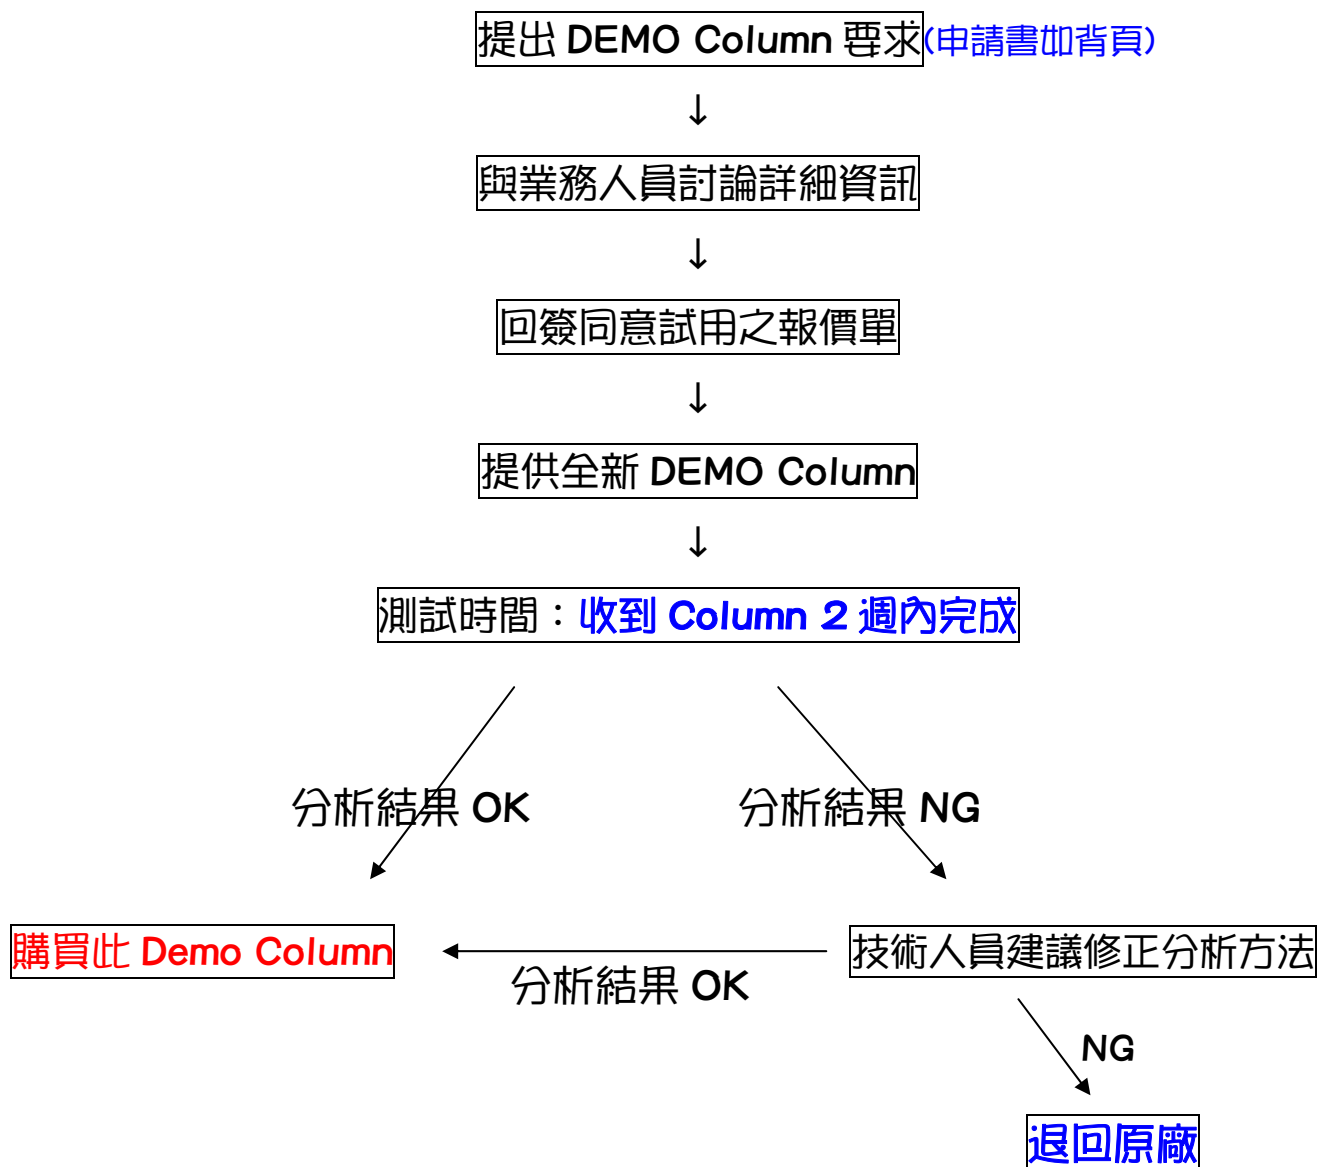 提出 DEMO Column 要求(申請書如背頁)
↓
與業務人員討論詳細資訊
↓
回簽同意試用之報價單
↓
提供全新 DEMO Column
↓
測試時間：收到 Column 2 週內完成
分析結果 OK 分析結果 NG
購買此 Demo Column 技術人員建議修正分析方法
分析結果 OK
NG
退回原廠